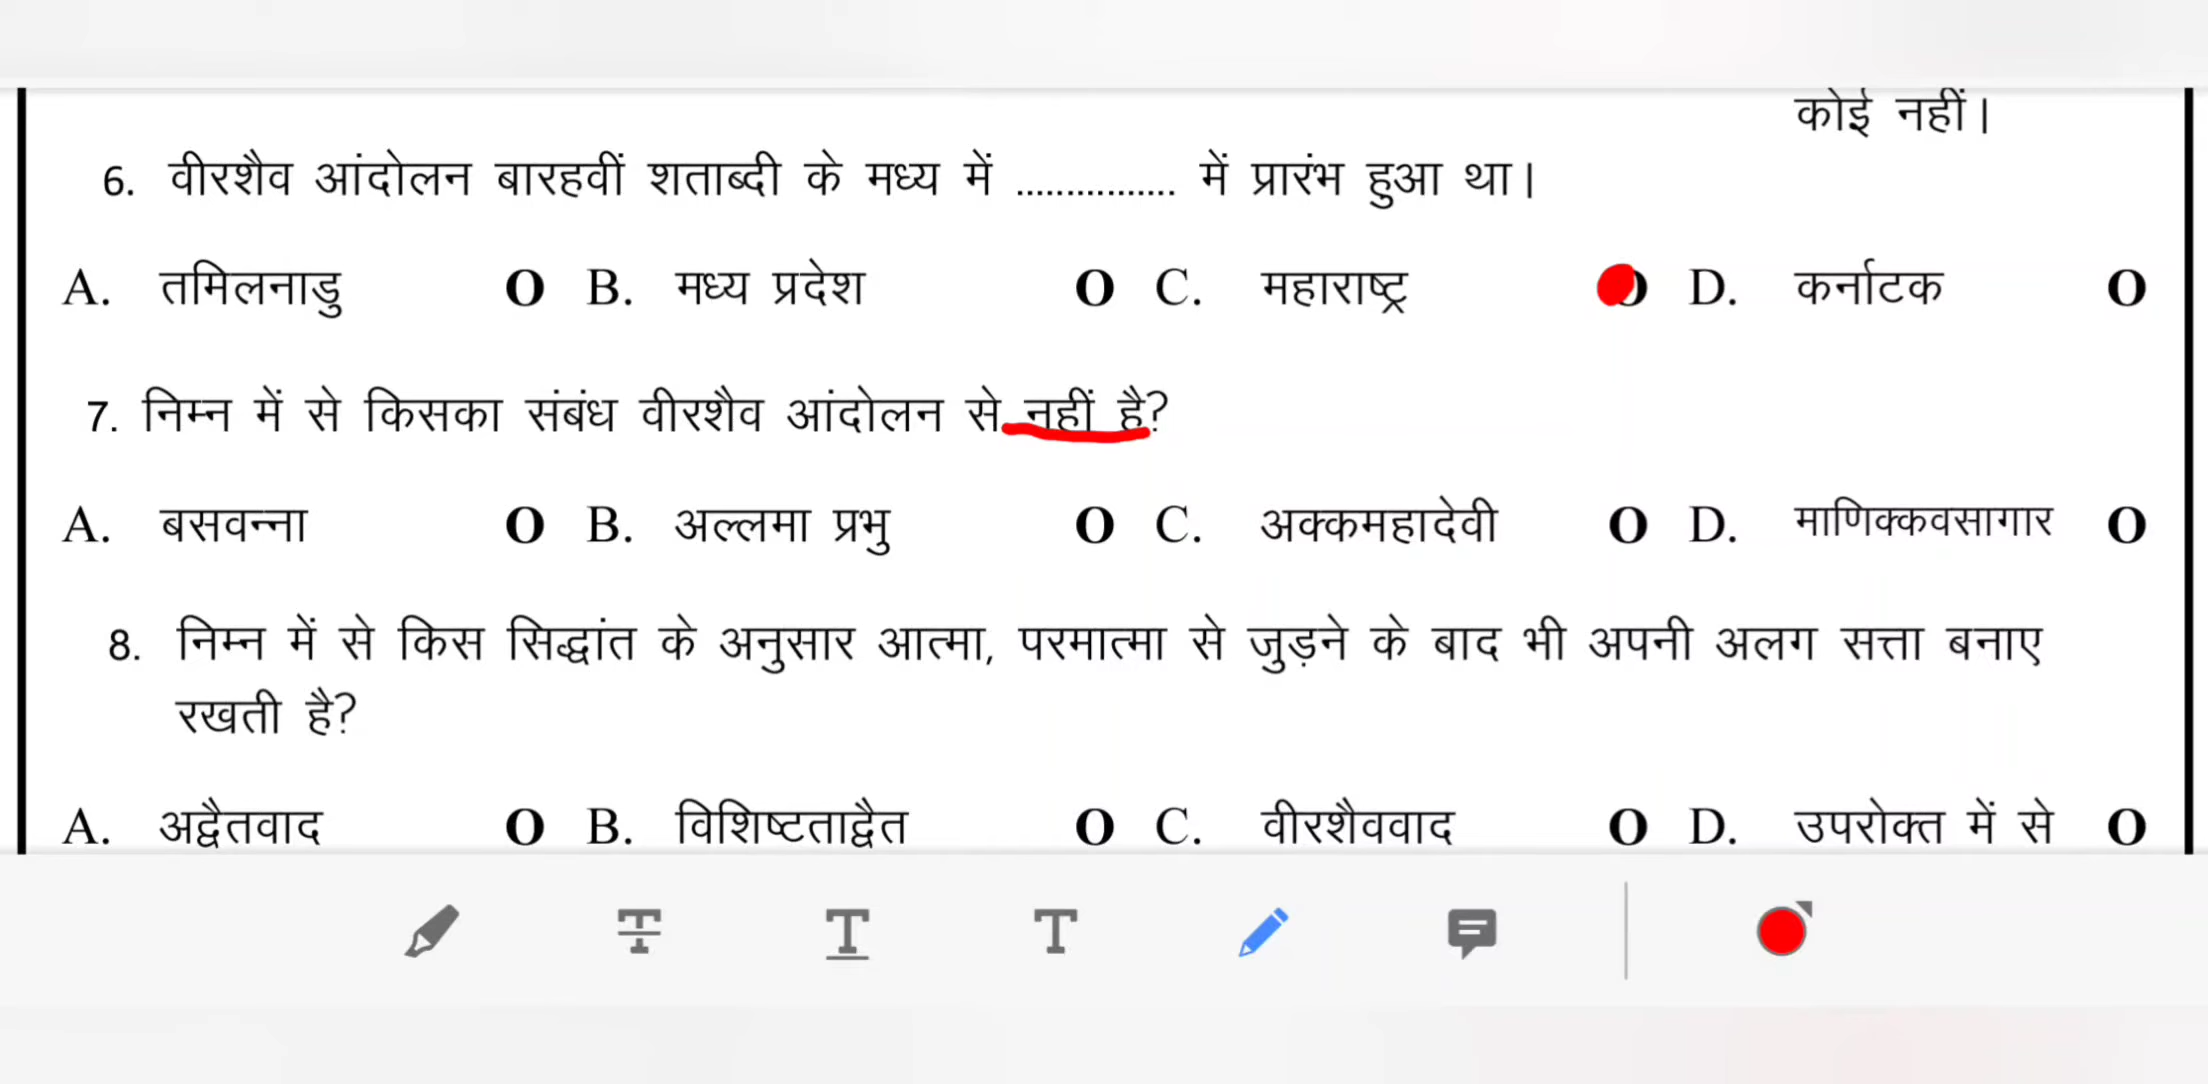 कोई नहीं।
6. वीरशैव आंदोलन बारहवीं शताब्दी के मध्य में ................ में प्रारंभ हुआ था।
A. तमिलनाडु O B. मध्य प्रदेश O C. महाराष्ट्र O D. कर्नाटक O
7. निम्न में से किसका संबंध वीरशैव आंदोलन से नहीं है?
A. बसवन्ना O B. अल्लमा प्रभु O C. अक्कमहादेवी O D. माणिक्कवसागार O
8. निम्न में से किस सिद्धांत के अनुसार आत्मा, परमात्मा से जुड़ने के बाद भी अपनी अलग सत्ता बनाए
रखती है?
A. अद्वैतवाद O B. विशिष्टताद्वैत O C. वीरशैववाद O D. उपरोक्त में से O